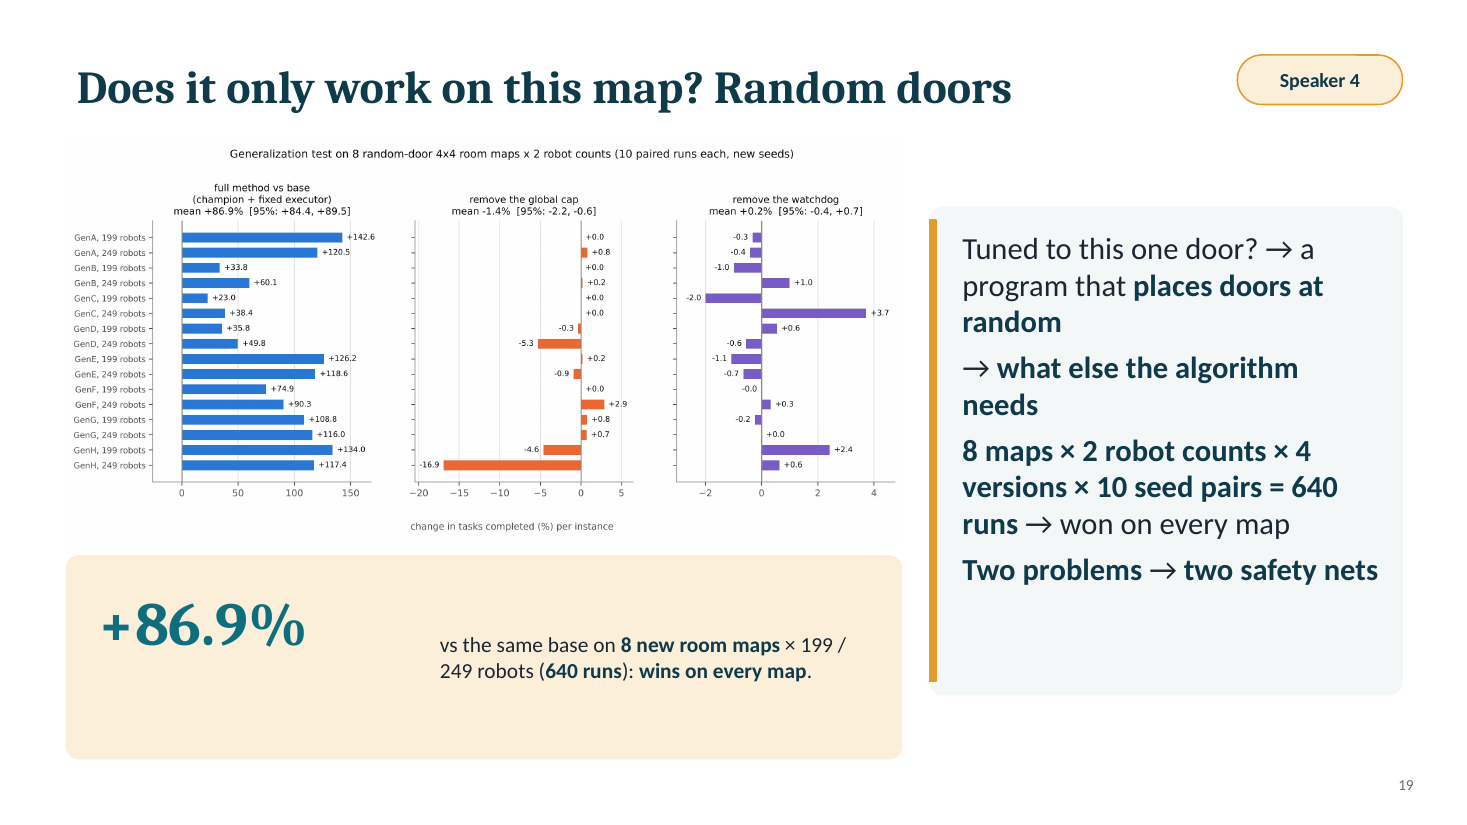 Does it only work on this map? Random doors
Speaker 4
Generalization test on 8 random-door 4x4 room maps x 2 robot counts (10 paired runs each, new seeds)
full method vs base
(champion + fixed executor)
mean +86.9% [95%: +84.4, +89.5]
GenA, 199 robots
GenA, 249 robots
GenB, 199 robots
GenB, 249 robots
GenC, 199 robots
GenC, 249 robots
GenD, 199 robots
GenD, 249 robots
GenE, 199 robots
GenE, 249 robots
GenF, 199 robots
GenF, 249 robots
GenG, 199 robots
GenG, 249 robots
GenH, 199 robots
GenH, 249 robots
+142.6
+120.5
+33.8
+60.1
+23.0
+38.4
+35.8
+49.8
+126.2
+118.6
+74.9
+90.3
+108.8
+116.0
+134.0
+117.4
0 50 100 150
remove the global cap
mean -1.4% [95%: -2.2, -0.6]
+0.0
+0.8
+0.0
+0.2
+0.0
+0.0
-0.3
-5.3
+0.2
-0.9
+0.0
+2.9
+0.8
+0.7
-4.6
-16.9
−20 −15 −10 −5 0 5
remove the watchdog
mean +0.2% [95%: -0.4, +0.7]
-0.3
-0.4
-1.0
+1.0
-2.0
+3.7
+0.6
-0.6
-1.1
-0.7
-0.0
+0.3
-0.2
+0.0
+2.4
+0.6
−2 0 2 4
change in tasks completed (%) per instance
+86.9%
vs the same base on 8 new room maps × 199 /
249 robots (640 runs): wins on every map.
Tuned to this one door? → a
program that places doors at
random
→ what else the algorithm
needs
8 maps × 2 robot counts × 4
versions × 10 seed pairs = 640
runs → won on every map
Two problems → two safety nets
19